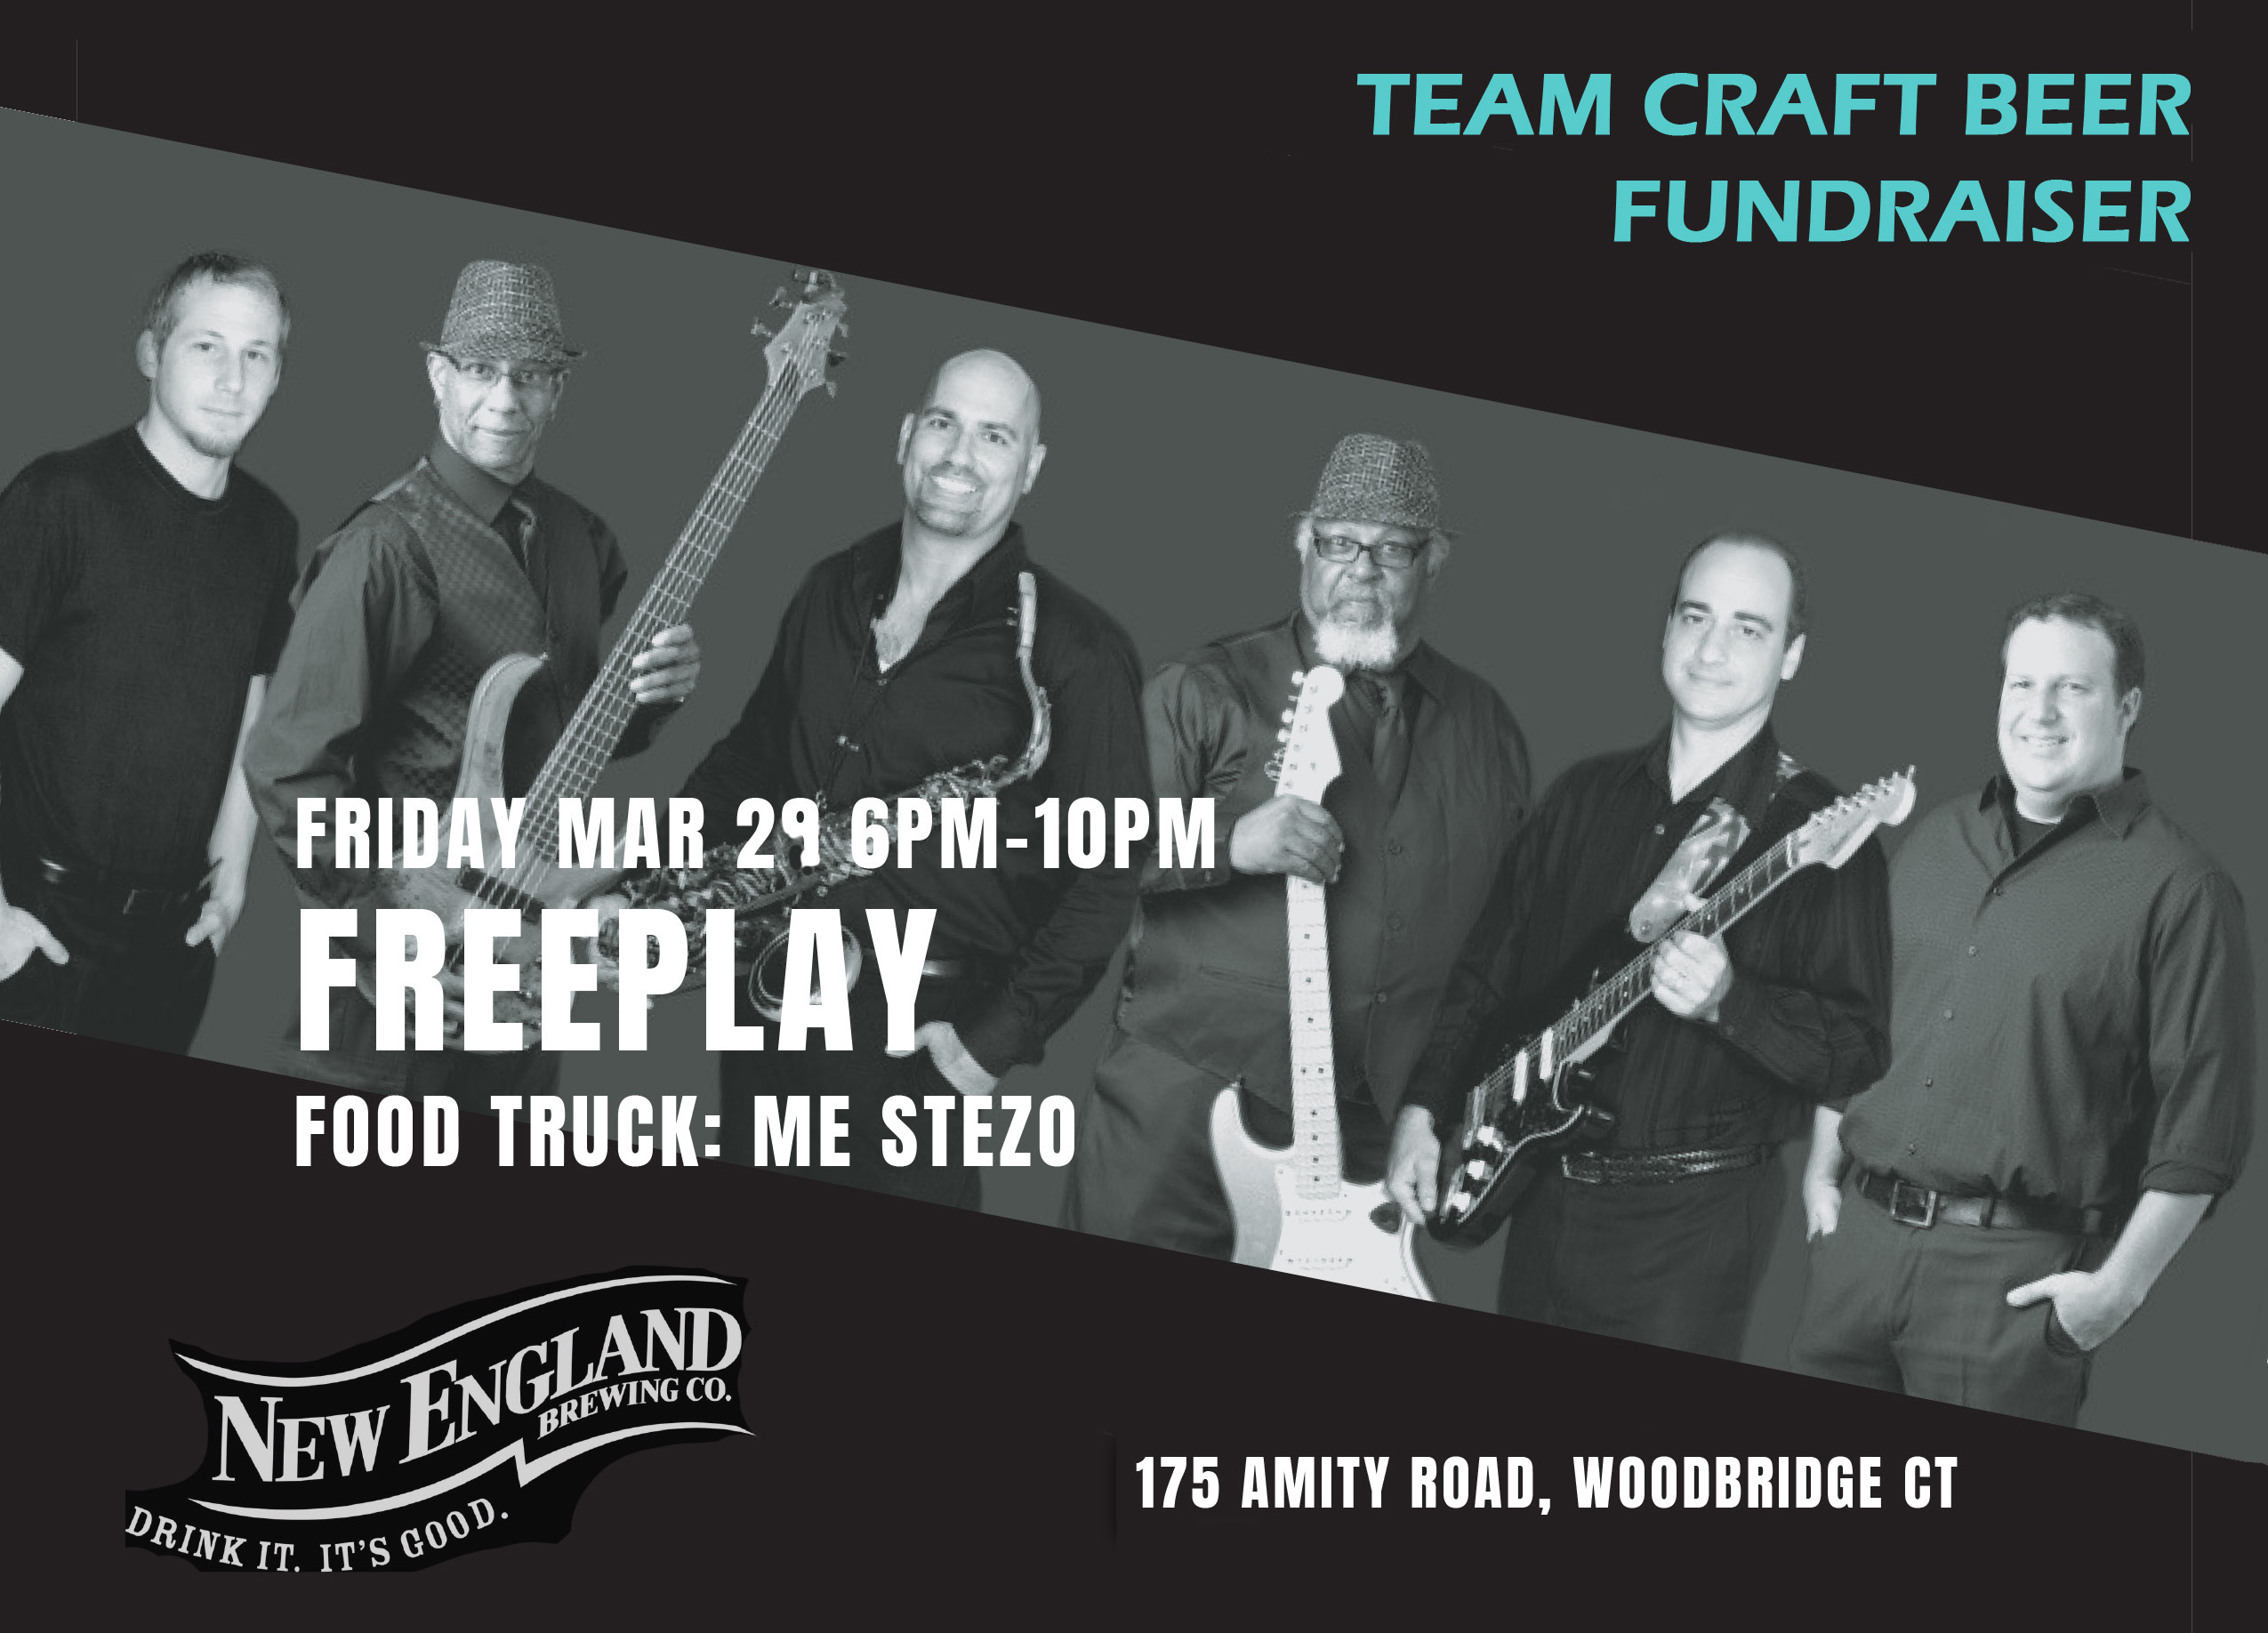 TEAM CRAFT BEER
FUNDRAISER
FRIDAY MAR 29 6PM-10PM
FREEPLAY
FOOD TRUCK: ME STEZO
NEW ENGLAND
BREWING CO.
DRINK IT. IT'S GOOD.
175 AMITY ROAD, WOODBRIDGE CT